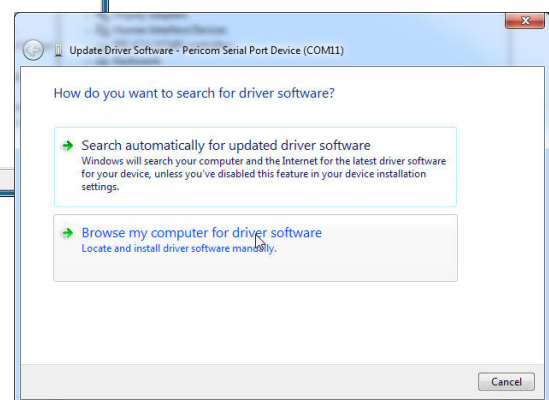 Update Driver Software - Pericom Serial Port Device (COM11)
How do you want to search for driver software?
Search automatically for updated driver software
Windows will search your computer and the Internet for the latest driver software
for your device, unless you've disabled this feature in your device installation
settings.
Browse my computer for driver software
Locate and install driver software manually.
Cancel